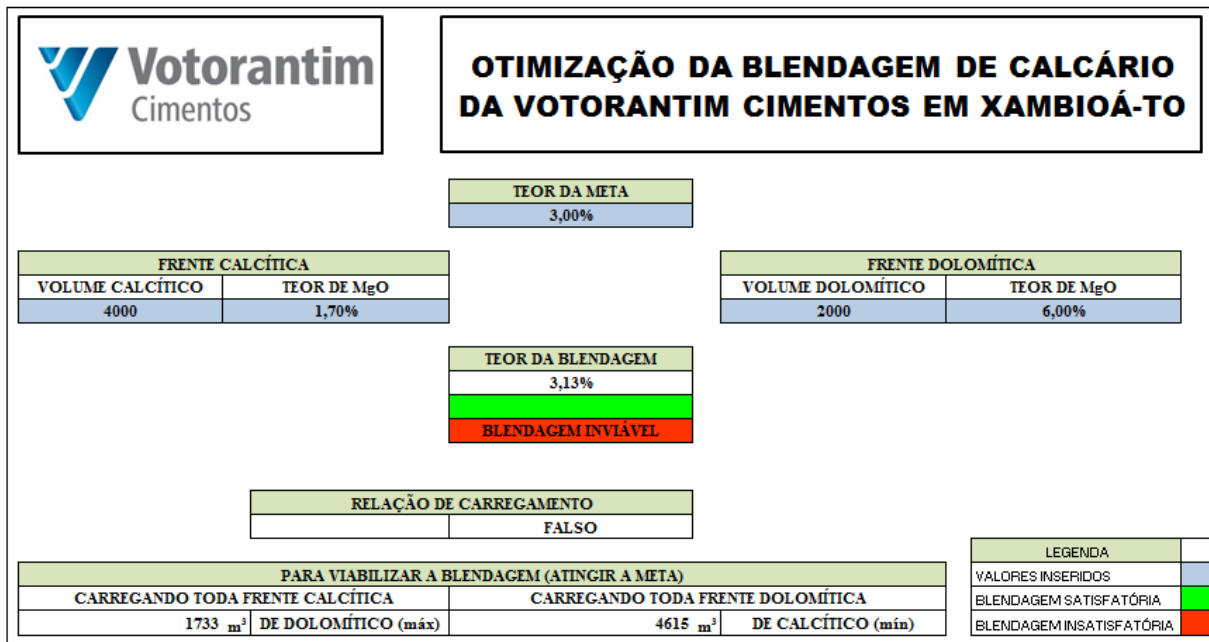 Votorantim
Cimentos
OTIMIZAÇÃO DA BLENDAGEM DE CALCÁRIO
DA VOTORANTIM CIMENTOS EM XAMBIOÁ-TO
TEOR DA META
3,00%
FRENTE CALCÍTICA
VOLUME CALCÍTICO TEOR DE MgO
4000 1,70%
FRENTE DOLOMÍTICA
VOLUME DOLOMÍTICO TEOR DE MgO
2000 6,00%
TEOR DA BLENDAGEM
3,13%
BLENDAGEM INVIÁVEL
RELAÇÃO DE CARREGAMENTO
FALSO
PARA VIABILIZAR A BLENDAGEM (ATINGIR A META)
CARREGANDO TODA FRENTE CALCÍTICA CARREGANDO TODA FRENTE DOLOMÍTICA
1733 m³ DE DOLOMÍTICO (máx) 4615 m³ DE CALCÍTICO (mín)
LEGENDA
VALORES INSERIDOS
BLENDAGEM SATISFATÓRIA
BLENDAGEM INSATISFATÓRIA